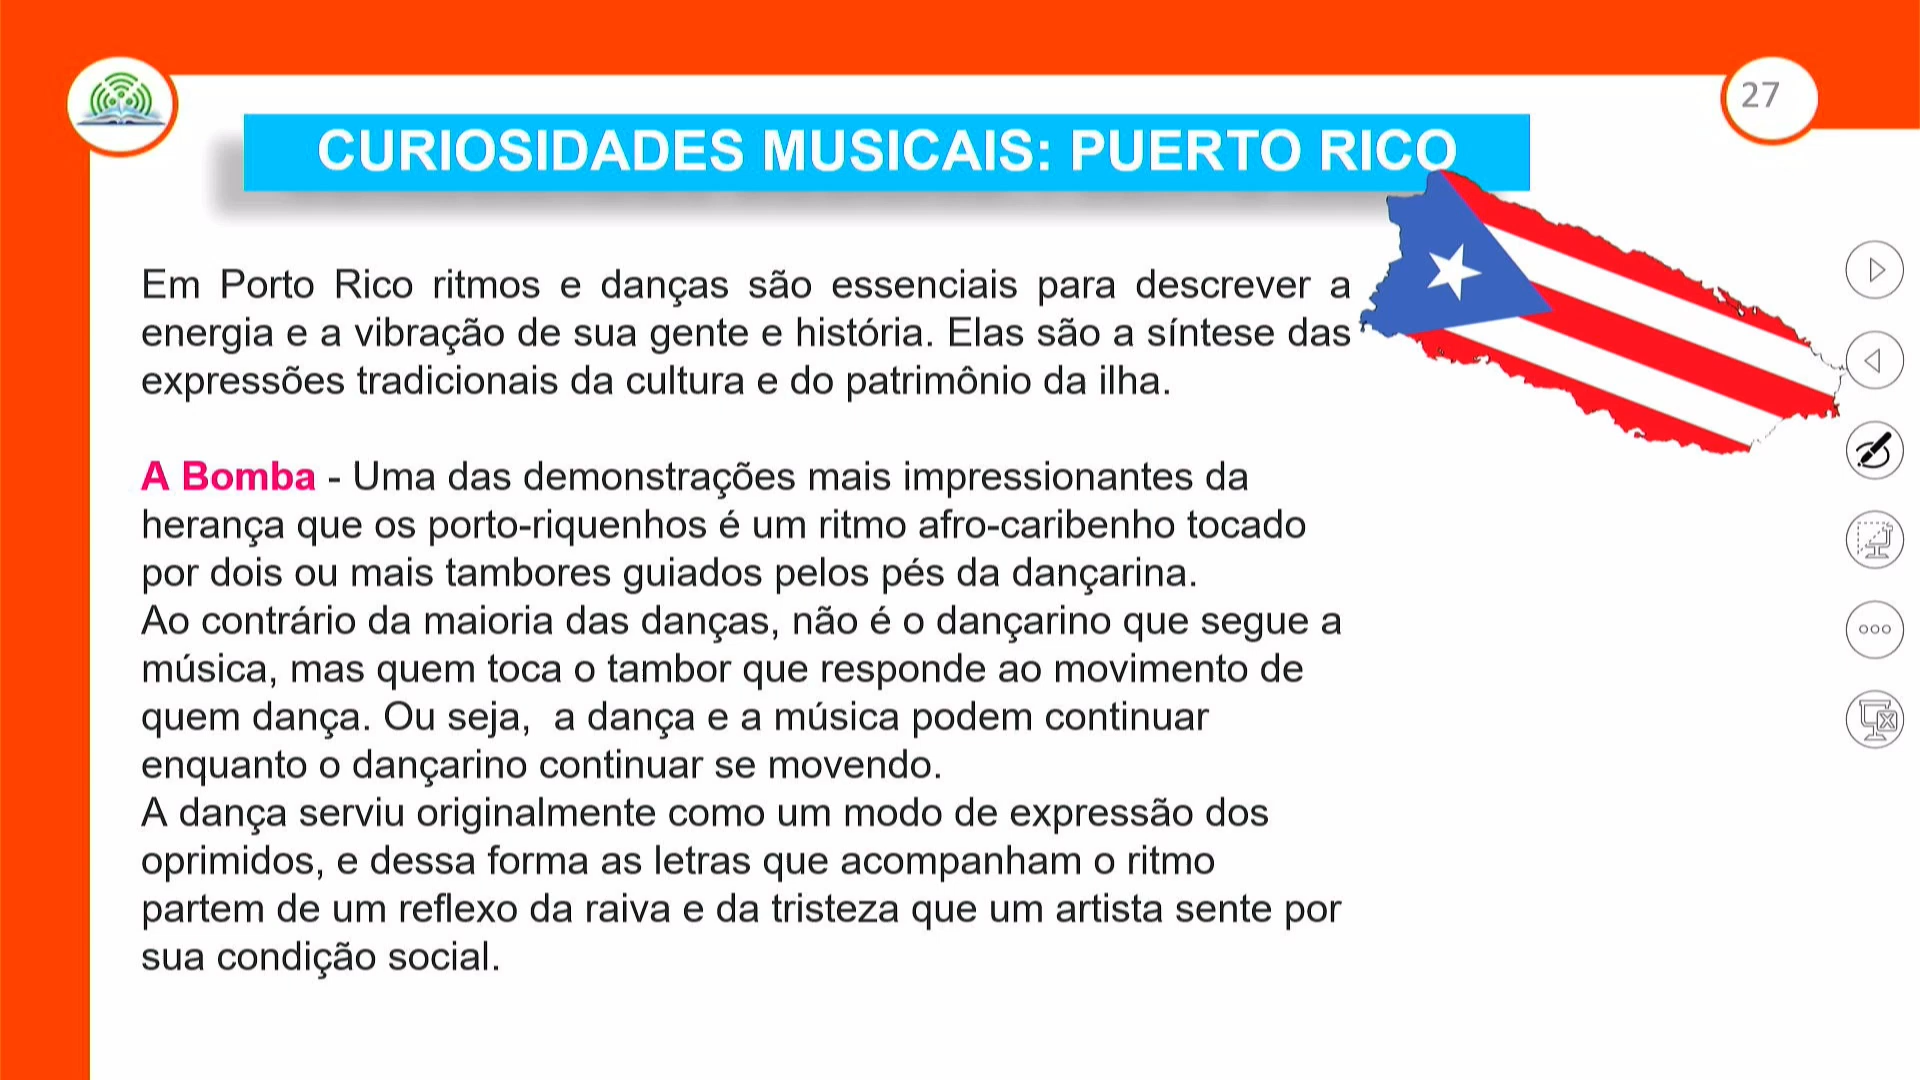 27
CURIOSIDADES MUSICAIS: PUERTO RICO
Em Porto Rico ritmos e danças são essenciais para descrever a
energia e a vibração de sua gente e história. Elas são a síntese das
expressões tradicionais da cultura e do patrimônio da ilha.
A Bomba - Uma das demonstrações mais impressionantes da
herança que os porto-riquenhos é um ritmo afro-caribenho tocado
por dois ou mais tambores guiados pelos pés da dançarina.
Ao contrário da maioria das danças, não é o dançarino que segue a
música, mas quem toca o tambor que responde ao movimento de
quem dança. Ou seja,  a dança e a música podem continuar
enquanto o dançarino continuar se movendo.
A dança serviu originalmente como um modo de expressão dos
oprimidos, e dessa forma as letras que acompanham o ritmo
partem de um reflexo da raiva e da tristeza que um artista sente por
sua condição social.